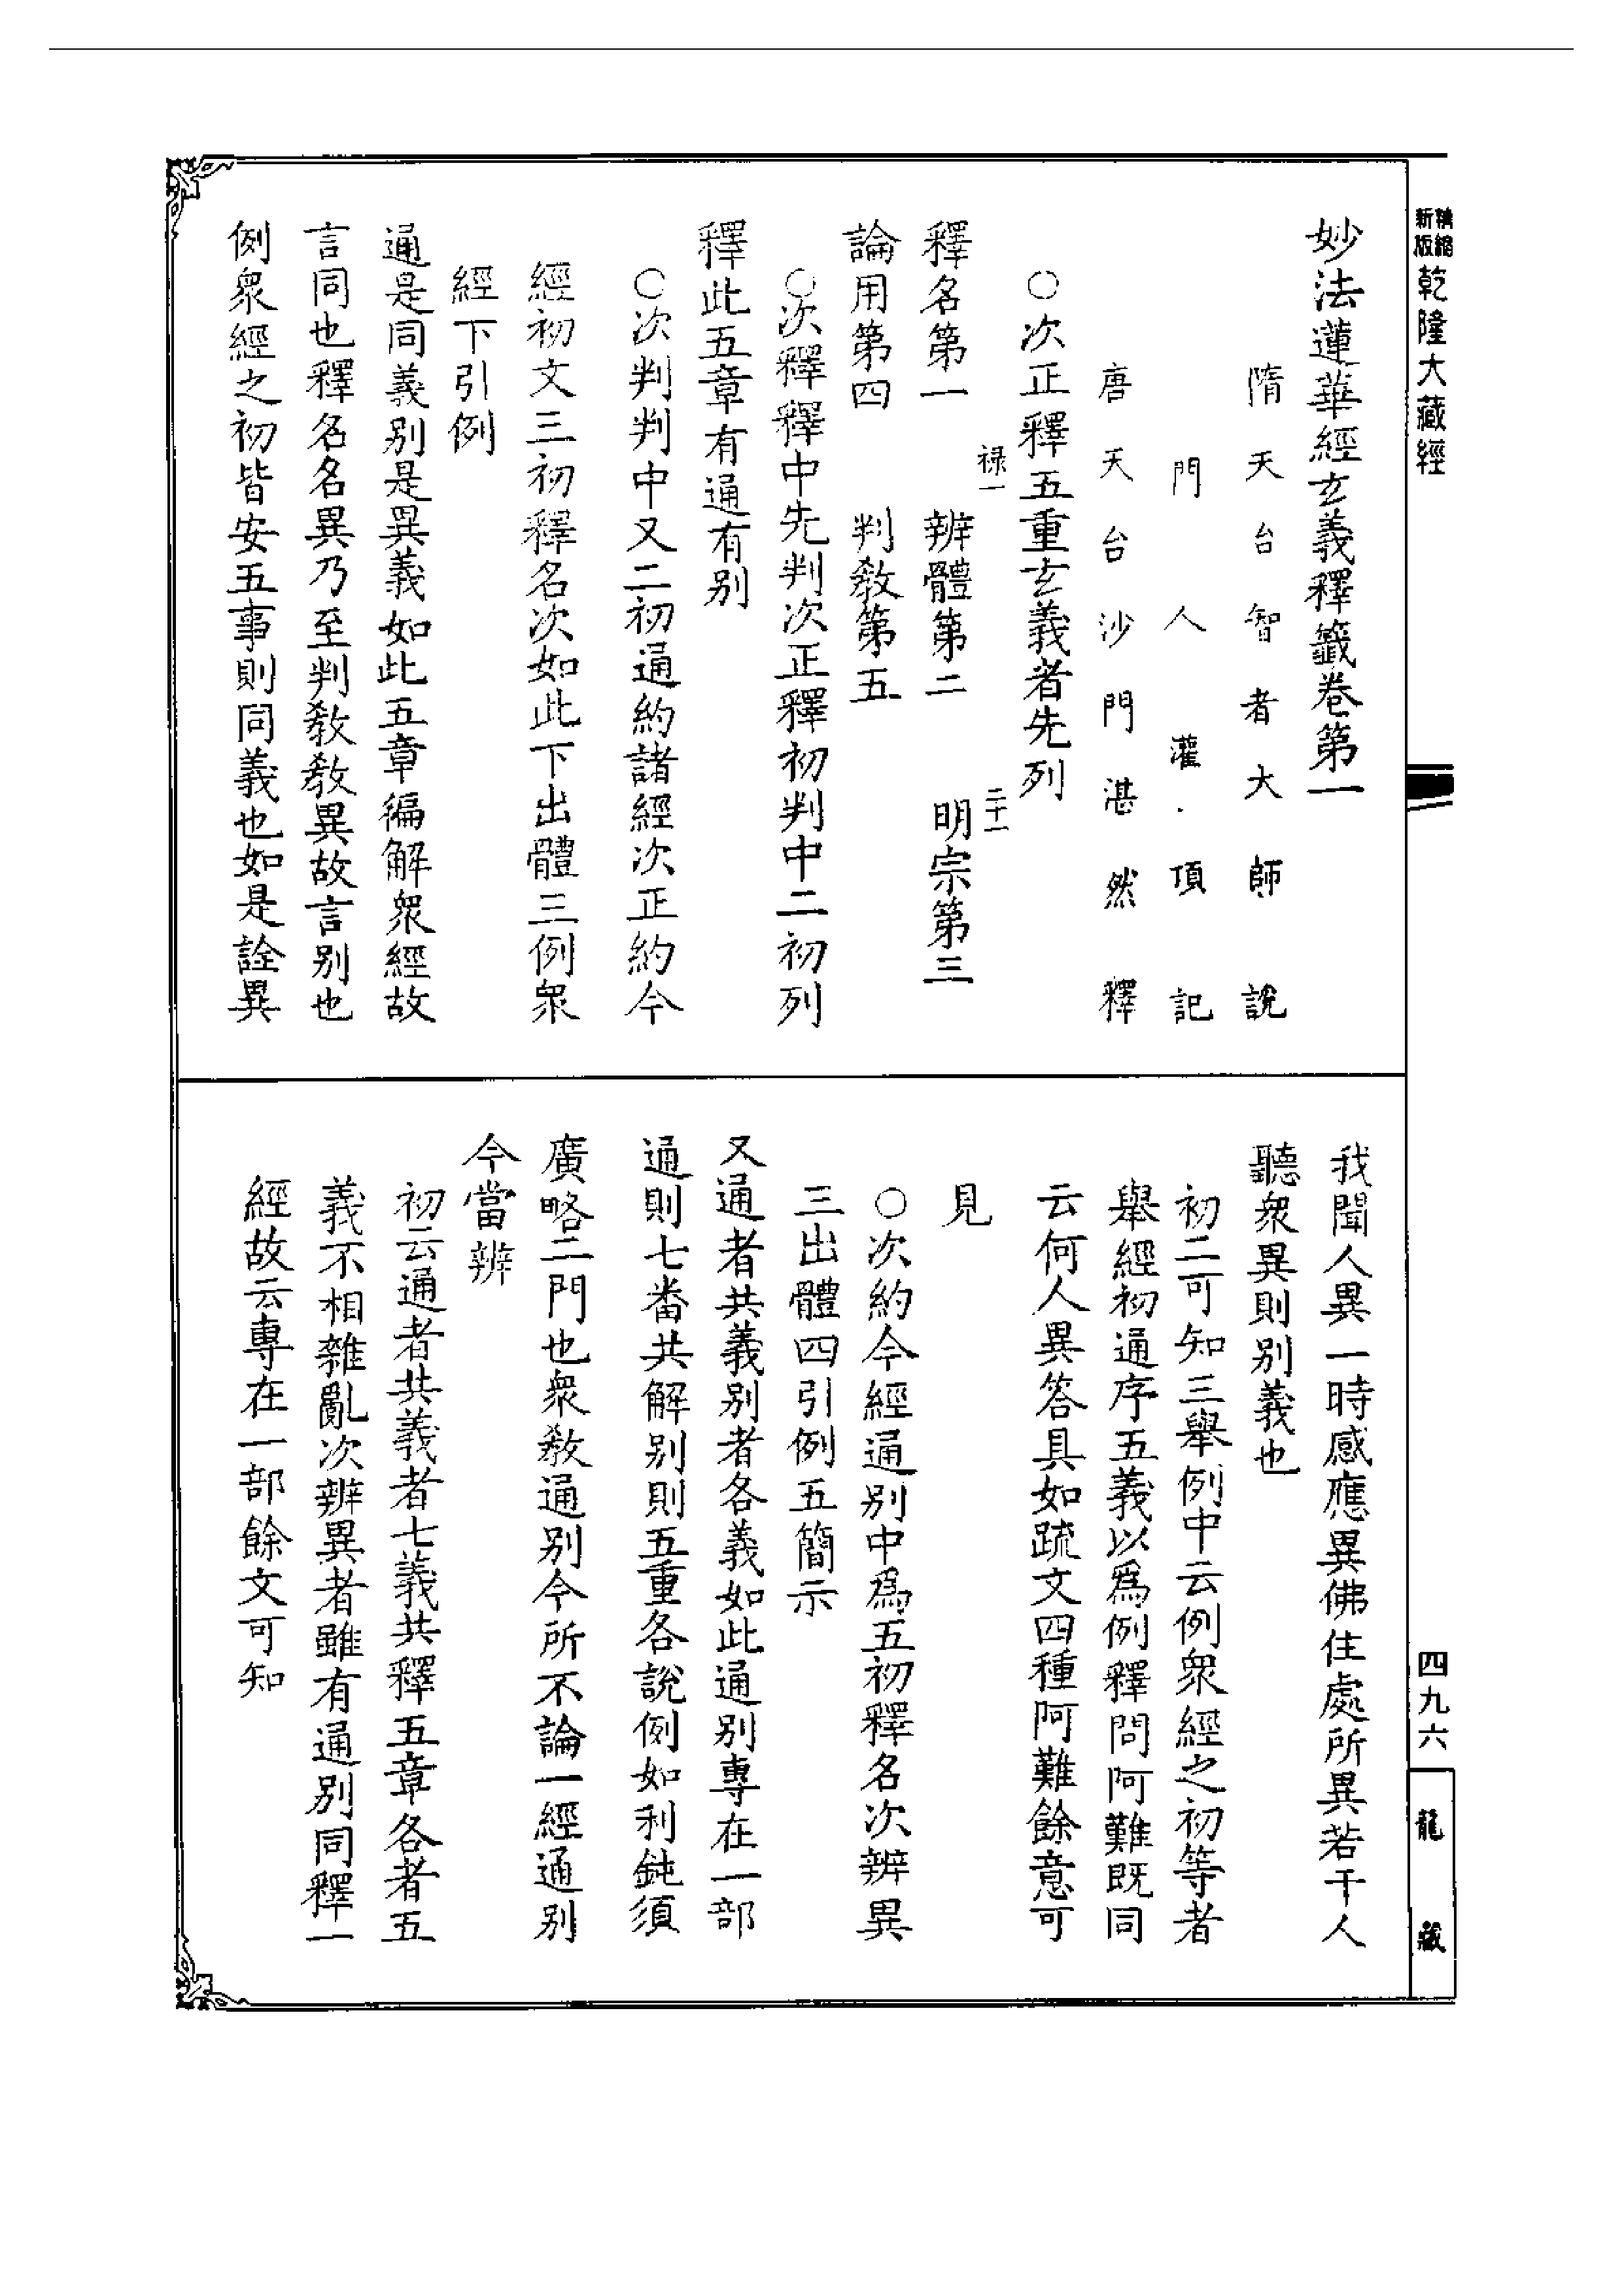 新版精縮乾隆大藏經
妙法蓮華經玄義釋籤卷第一
隋天台智者大師說
門人灌頂記
唐天台沙門湛然釋
○次正釋五重玄義者先列
祿一
二十一
釋名第一 辨體第二 明宗第三
論用第四 判教第五
○次釋釋中先判次正釋初判中二初列
釋此五章有通有別
○次判判中又二初通約諸經次正約今
經初文三初釋名次如此下出體三例衆
經下引例
通是同義別是異義如此五章徧解衆經故
言同也釋名名異乃至判教教異故言別也
例衆經之初皆安五事則同義也如是詮異
我聞人異一時感應異佛住處所異若干人
聽衆異則別義也
初二可知三舉例中云例衆經之初等者
舉經初通序五義以爲例釋問阿難既同
云何人異答具如疏文四種阿難餘意可
見
○次約今經通別中爲五初釋名次辨異
三出體四引例五簡示
又通者共義別者各義如此通別專在一部
通則七番共解別則五重各說例如利鈍須
廣略二門也衆教通別今所不論一經通別
今當辨
初云通者共義者七義共釋五章各者五
義不相雜亂次辨異者雖有通別同釋一
經故云專在一部餘文可知
四九六
龍藏